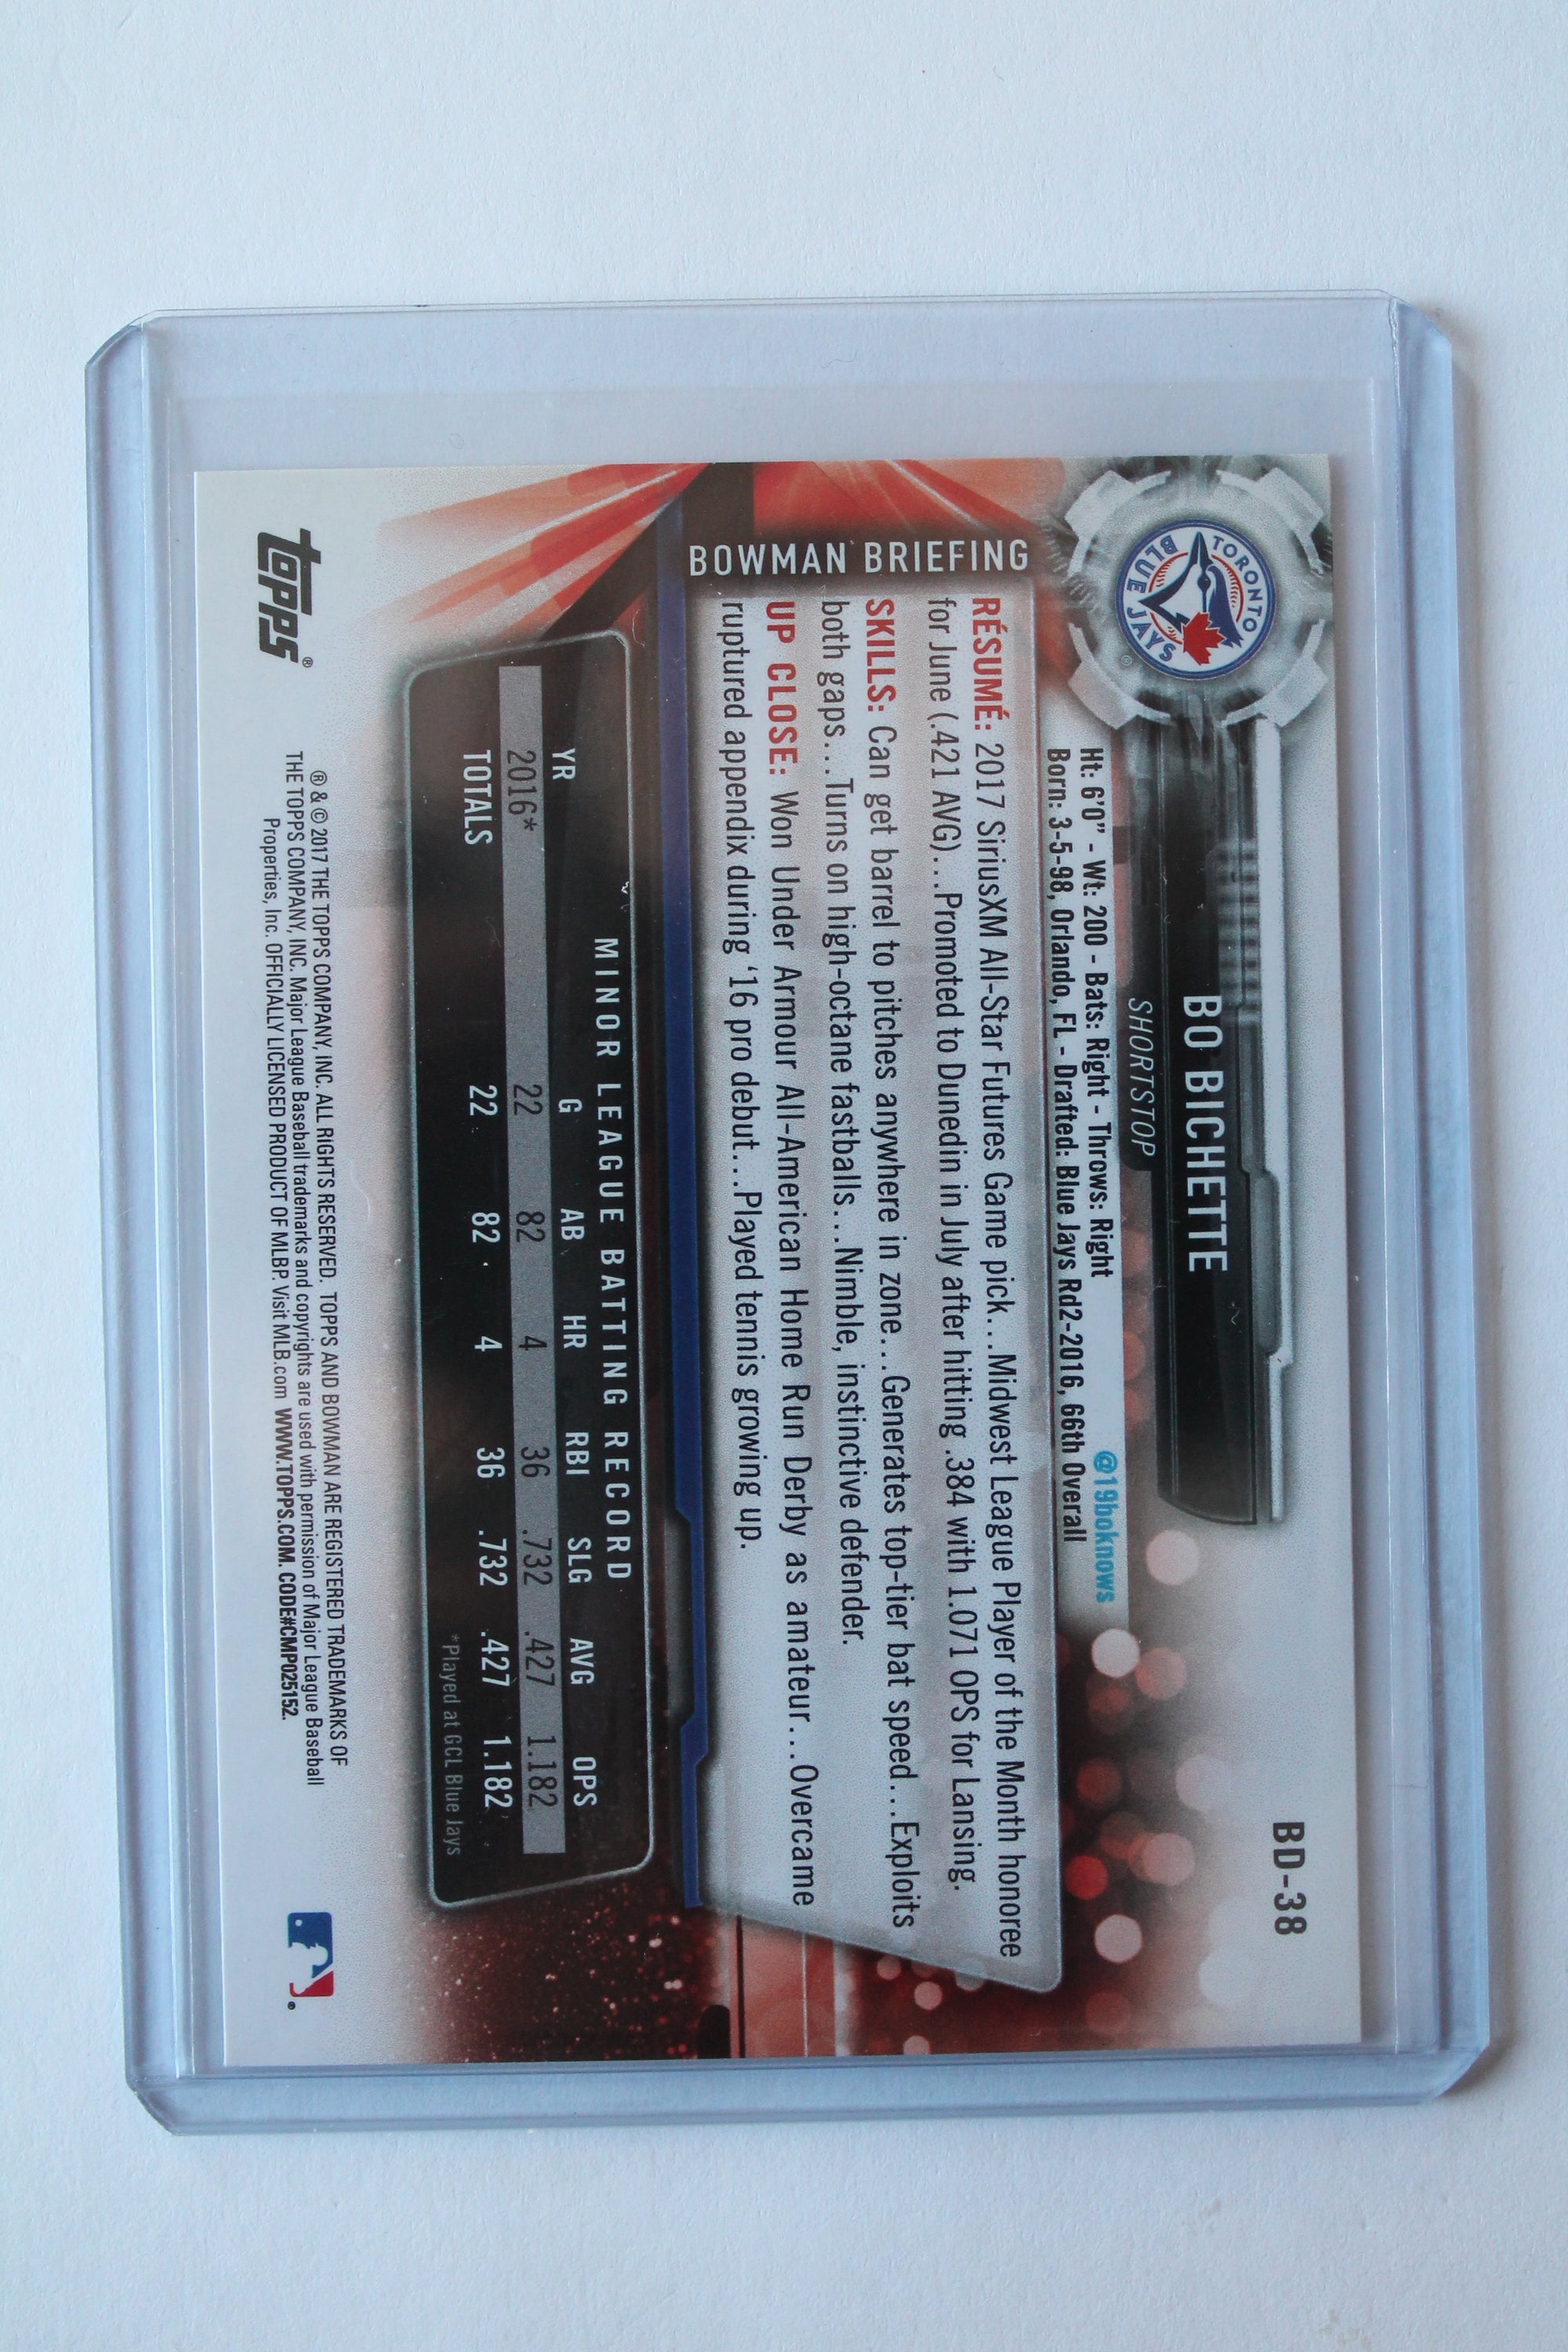 BD-38
TORONTO
BLUE JAYS
®
BO BICHETTE
SHORTSTOP
Ht: 6'0" - Wt: 200 - Bats: Right - Throws: Right
@19boknows
Born: 3-5-98, Orlando, FL - Drafted: Blue Jays Rd2-2016, 66th Overall
BOWMAN BRIEFING
RÉSUMÉ: 2017 SiriusXM All-Star Futures Game pick...Midwest League Player of the Month honoree
for June (.421 AVG)...Promoted to Dunedin in July after hitting .384 with 1.071 OPS for Lansing.
SKILLS: Can get barrel to pitches anywhere in zone...Generates top-tier bat speed...Exploits
both gaps...Turns on high-octane fastballs...Nimble, instinctive defender.
UP CLOSE: Won Under Armour All-American Home Run Derby as amateur...Overcame
ruptured appendix during '16 pro debut...Played tennis growing up.
MINOR LEAGUE BATTING RECORD
YR G AB HR RBI SLG AVG OPS
2016* 22 82 4 36 .732 .427 1.182
TOTALS 22 82 4 36 .732 .427 1.182
*Played at GCL Blue Jays
topps®
® & © 2017 THE TOPPS COMPANY, INC. ALL RIGHTS RESERVED. TOPPS AND BOWMAN ARE REGISTERED TRADEMARKS OF
THE TOPPS COMPANY, INC. Major League Baseball trademarks and copyrights are used with permission of Major League Baseball
Properties, Inc. OFFICIALLY LICENSED PRODUCT OF MLBP. Visit MLB.com WWW.TOPPS.COM. CODE#CMP025152.